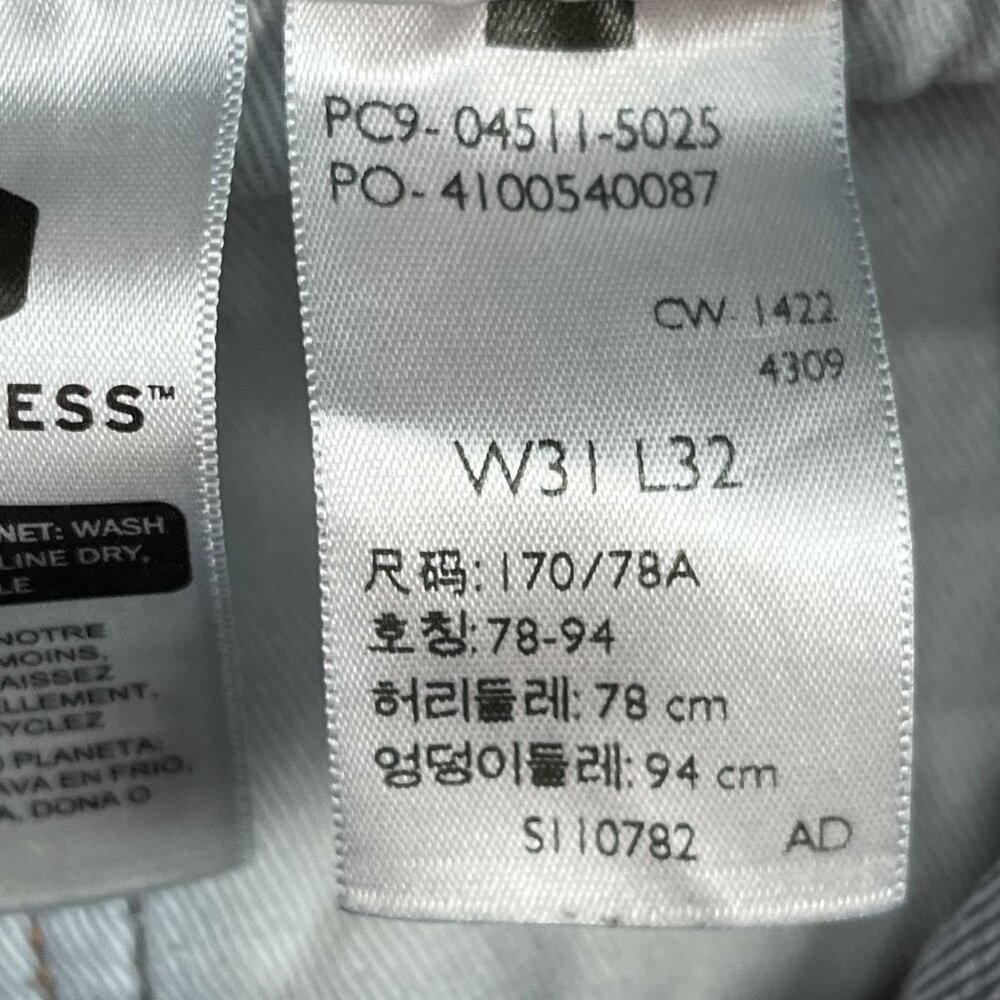 ESS™
NET: WASH
LINE DRY,
LE
NOTRE
MOINS,
AISSEZ
LLEMENT,
YCLEZ
PLANETA:
AVA EN FRIO,
A, DONA O
PC9-04511-5025
PO-4100540087
CW 1422
4309
W31 L32
尺码: 170/78A
호칭: 78-94
허리둘레: 78 cm
엉덩이둘레: 94 cm
S110782 AD